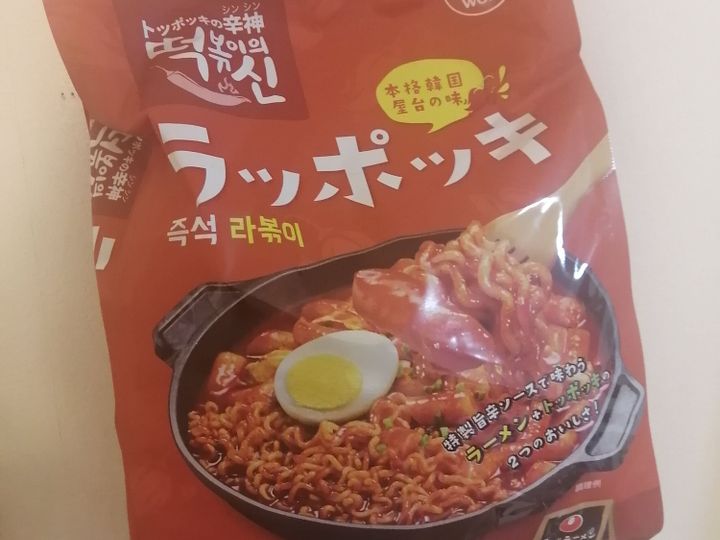 シン シン
トッポッキの辛神
떡볶이의
신
本格韓国
屋台の味
ラッポッキ
즉석 라볶이
特製旨辛ソースで味わう
ラーメン+トッポッキの
2つのおいしさ!
調理例